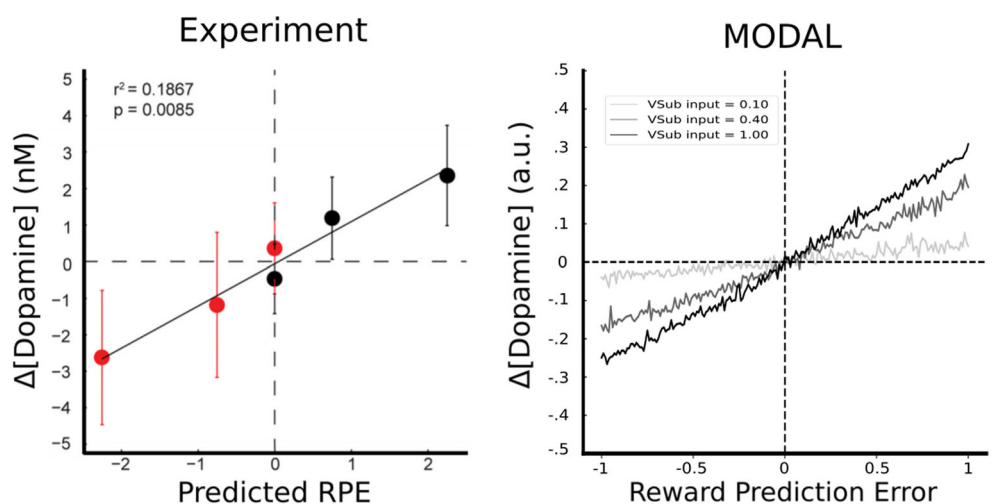 Experiment
r² = 0.1867
p = 0.0085
5
4
3
2
1
0
−1
−2
−3
−4
−5
Δ[Dopamine] (nM)
−2 −1 0 1 2
Predicted RPE
MODAL
VSub input = 0.10
VSub input = 0.40
VSub input = 1.00
.5
.4
.3
.2
.1
0
-.1
-.2
-.3
-.4
-.5
Δ[Dopamine] (a.u.)
-1 -0.5 0 0.5 1
Reward Prediction Error